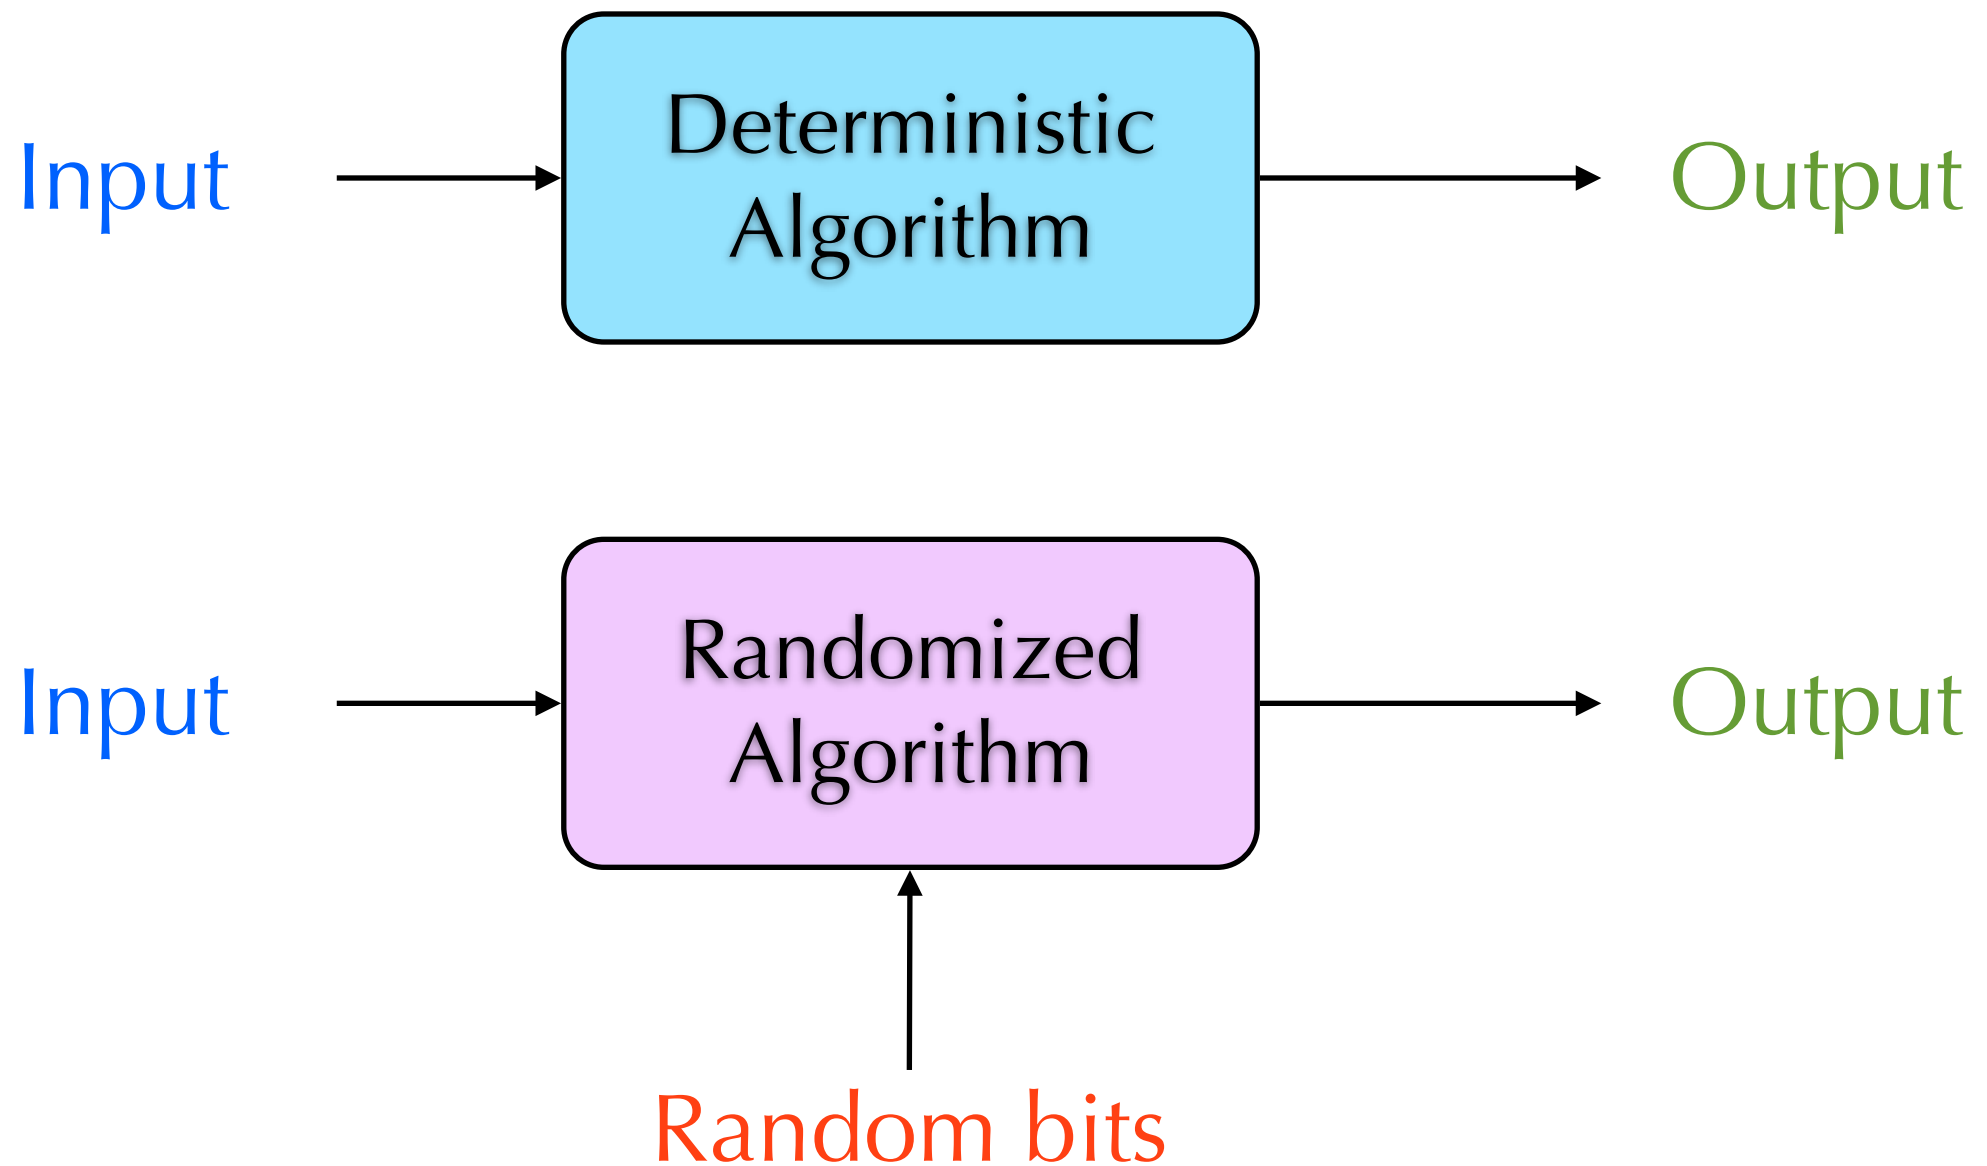 Input
Deterministic
Algorithm
Output
Input
Randomized
Algorithm
Output
Random bits